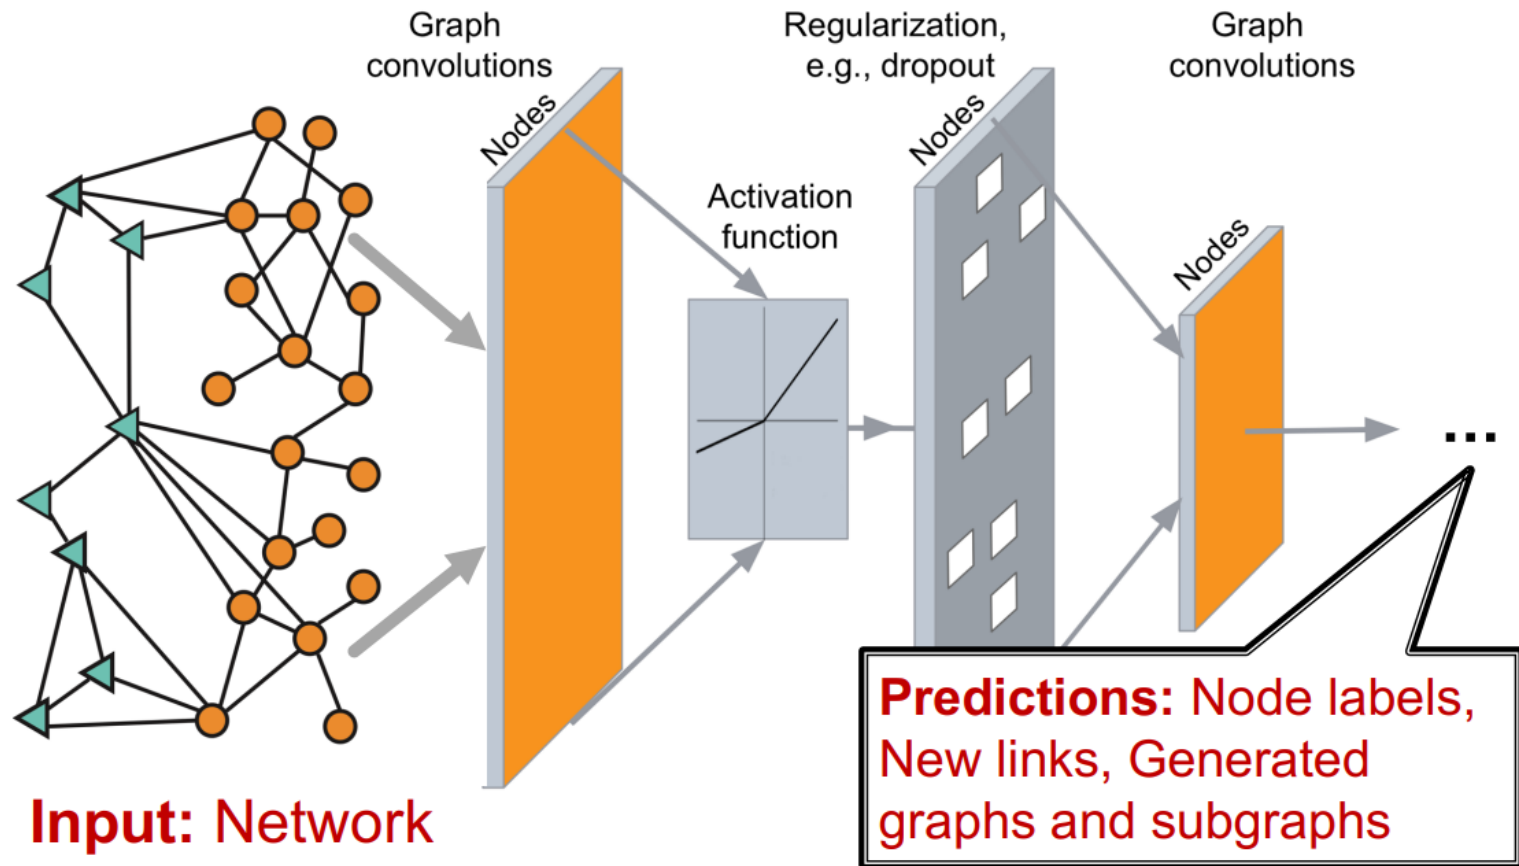 Graph
convolutions
Regularization,
e.g., dropout
Graph
convolutions
Nodes
Nodes
Activation
function
Nodes
...
Predictions: Node labels,
New links, Generated
graphs and subgraphs
Input: Network